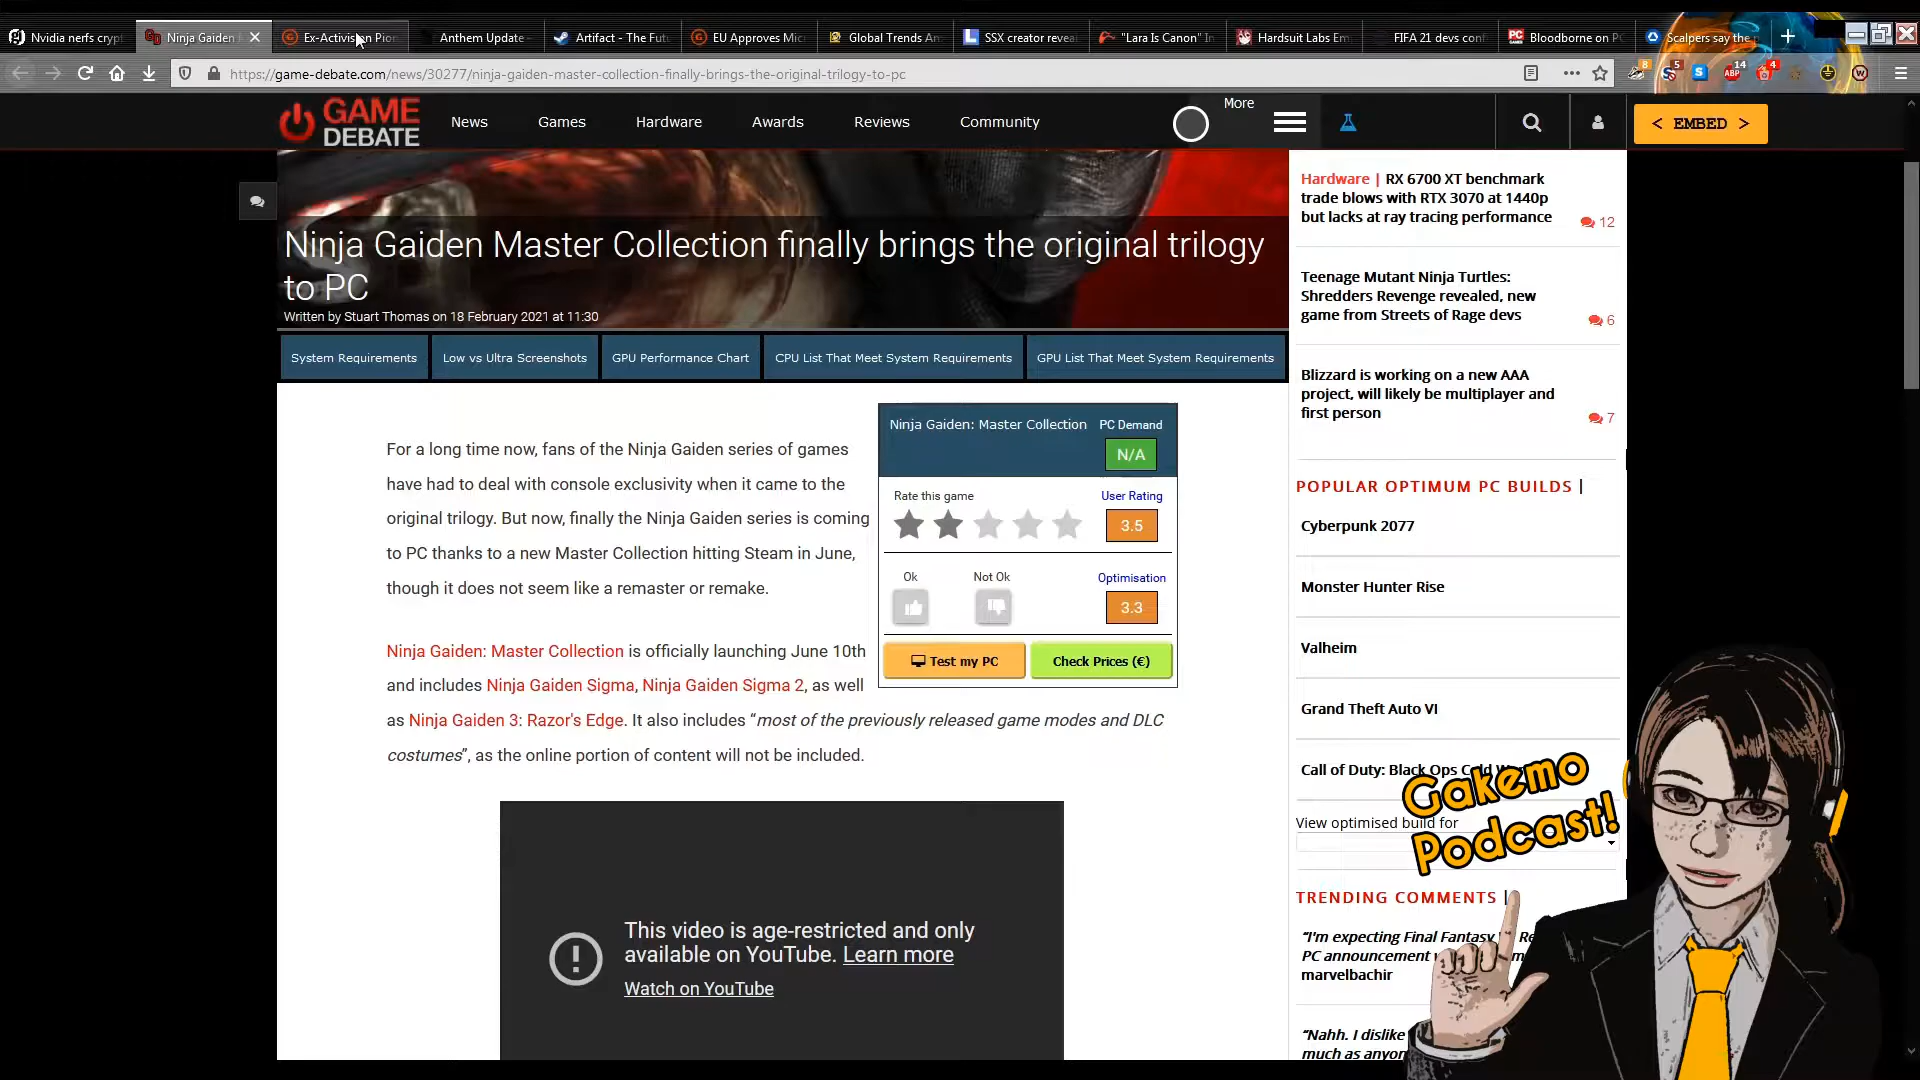 Nvidia nerfs crypt
Ninja Gaiden
Ex-Activision Pion
Anthem Update -
Artifact - The Futu
EU Approves Mic
Global Trends An
SSX creator reveal
"Lara Is Canon" In
Hardsuit Labs Em
FIFA 21 devs conf
Bloodborne on PC
Scalpers say the p
https://game-debate.com/news/30277/ninja-gaiden-master-collection-finally-brings-the-original-trilogy-to-pc
8
5
14
ABP
4
GAME
DEBATE
News
Games
Hardware
Awards
Reviews
Community
More
< EMBED >
Ninja Gaiden Master Collection finally brings the original trilogy
to PC
Written by Stuart Thomas on 18 February 2021 at 11:30
System Requirements
Low vs Ultra Screenshots
GPU Performance Chart
CPU List That Meet System Requirements
GPU List That Meet System Requirements
For a long time now, fans of the Ninja Gaiden series of games
have had to deal with console exclusivity when it came to the
original trilogy. But now, finally the Ninja Gaiden series is coming
to PC thanks to a new Master Collection hitting Steam in June,
though it does not seem like a remaster or remake.
Ninja Gaiden: Master Collection is officially launching June 10th
and includes Ninja Gaiden Sigma, Ninja Gaiden Sigma 2, as well
as Ninja Gaiden 3: Razor's Edge. It also includes “most of the previously released game modes and DLC
costumes”, as the online portion of content will not be included.
Ninja Gaiden: Master Collection
PC Demand
N/A
Rate this game
User Rating
3.5
Ok
Not Ok
Optimisation
3.3
Test my PC
Check Prices (€)
This video is age-restricted and only
available on YouTube. Learn more
Watch on YouTube
Hardware | RX 6700 XT benchmark
trade blows with RTX 3070 at 1440p
but lacks at ray tracing performance
12
Teenage Mutant Ninja Turtles:
Shredders Revenge revealed, new
game from Streets of Rage devs
6
Blizzard is working on a new AAA
project, will likely be multiplayer and
first person
7
POPULAR OPTIMUM PC BUILDS |
Cyberpunk 2077
Monster Hunter Rise
Valheim
Grand Theft Auto VI
Call of Duty: Black Ops Cold W
View optimised build for
Gakemo
Podcast!
TRENDING COMMENTS |
“I'm expecting Final Fantasy
PC announcement
marvelbachir
“Nahh. I dislike
much as anyon